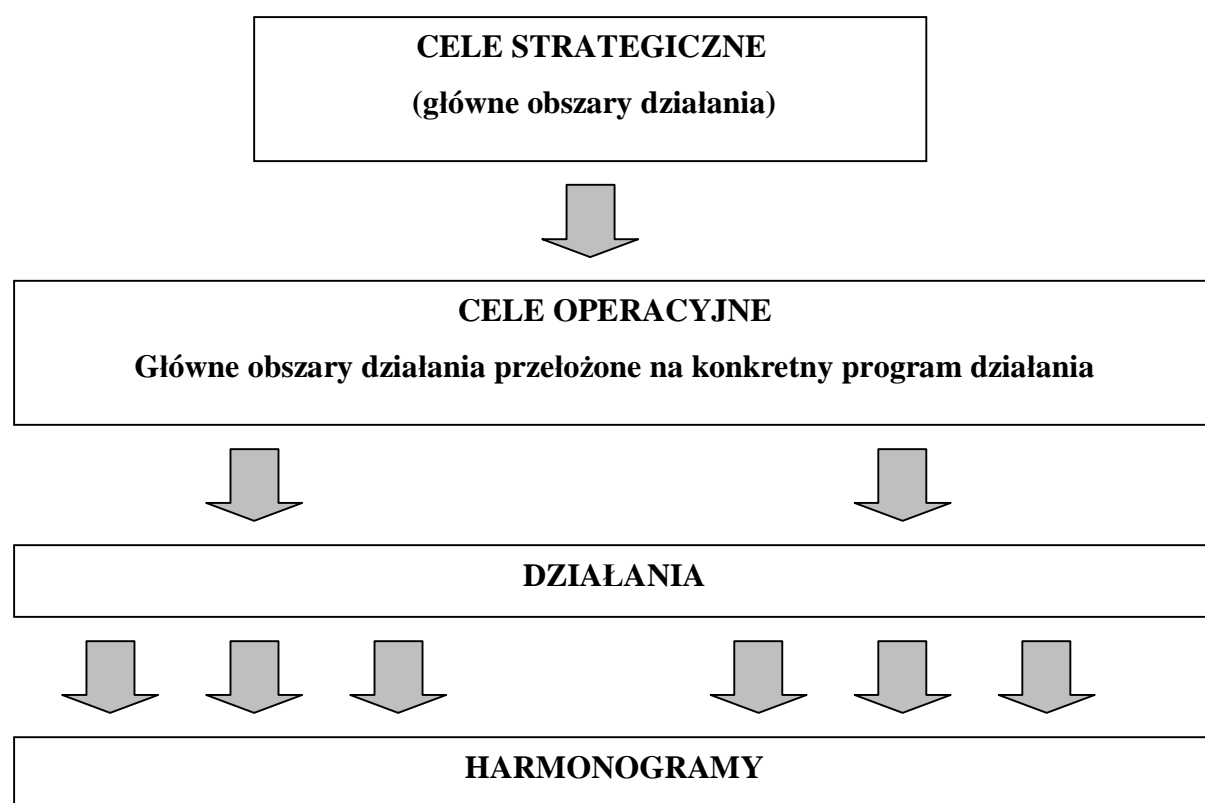 CELE STRATEGICZNE
(główne obszary działania)
CELE OPERACYJNE
Główne obszary działania przełożone na konkretny program działania
DZIAŁANIA
HARMONOGRAMY